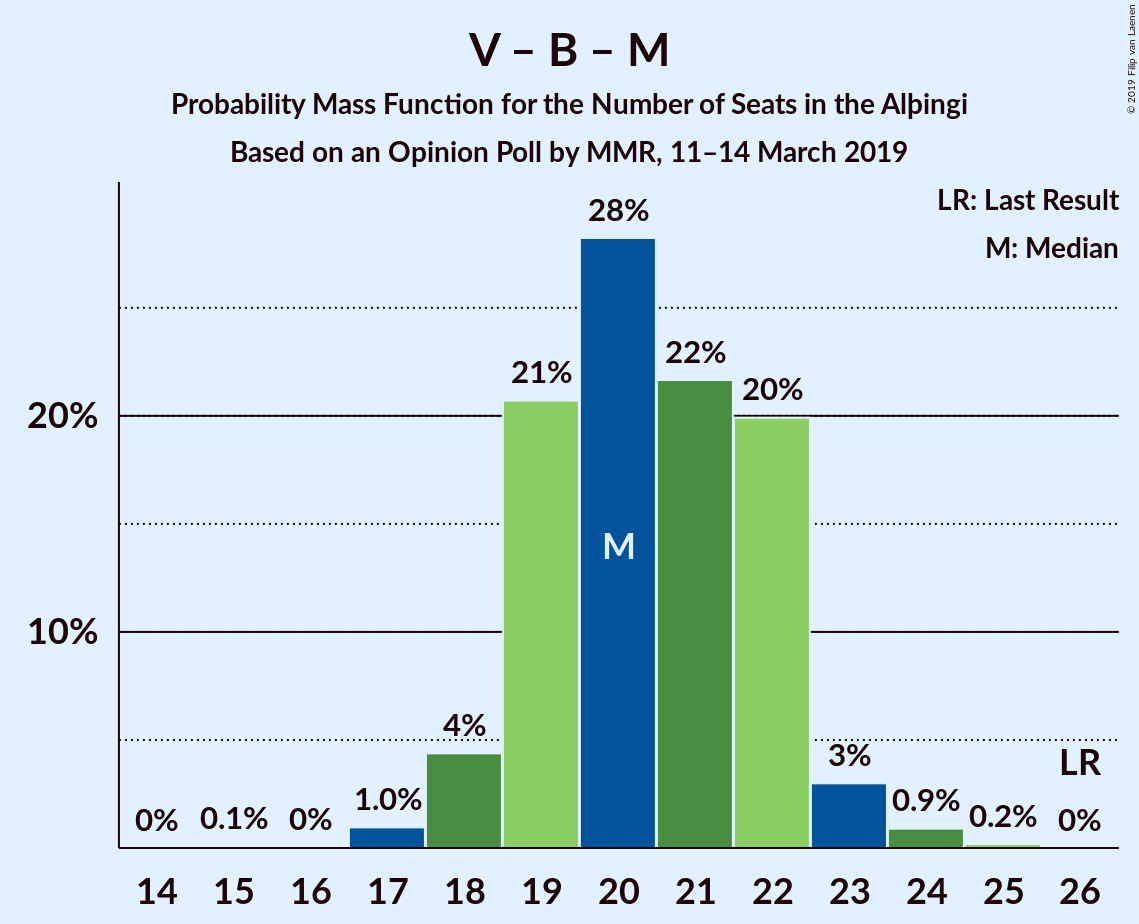 V – B – M
Probability Mass Function for the Number of Seats in the Alþingi
Based on an Opinion Poll by MMR, 11–14 March 2019
© 2019 Filip van Laenen
LR: Last Result
M: Median
28%
22%
21%
20%
20%
M
10%
4%
3%
LR
1.0%
0.9%
0%
0.1%
0%
0.2%
0%
14 15 16 17 18 19 20 21 22 23 24 25 26